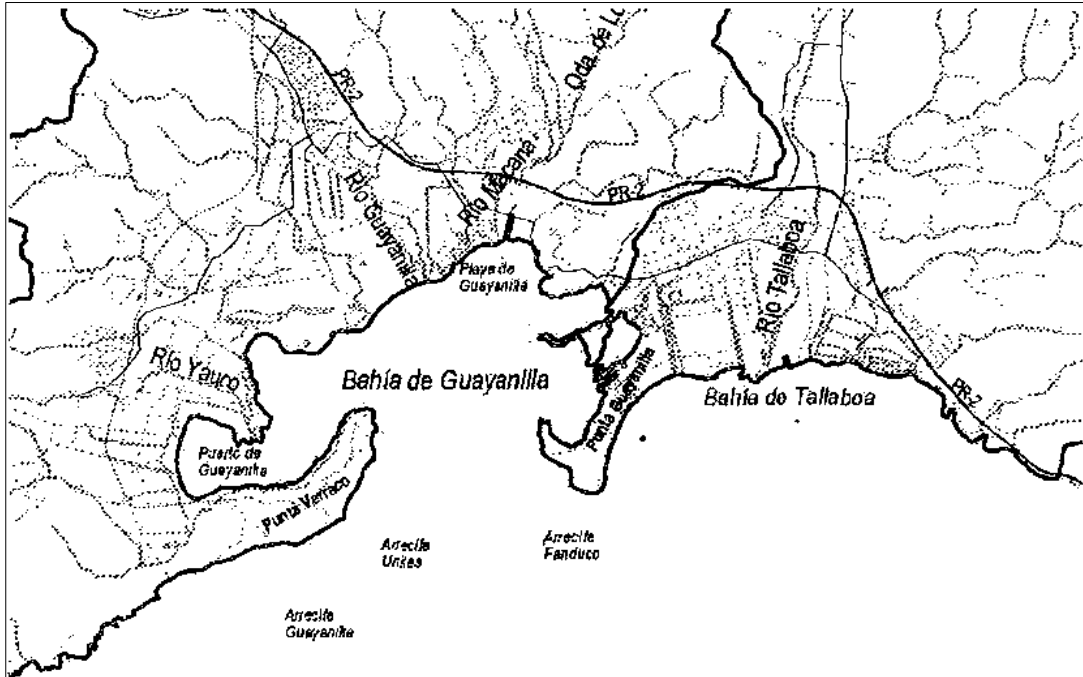 Qda. de Lu
PR-2
Río Macana
PR-2
Río Guayanilla
Río Tallaboa
Playa de
Guayanilla
Río Yauco
Bahía de Guayanilla
Punta Guayanilla
Bahía de Tallaboa
PR-2
Puerto de
Guayanilla
Punta Verraco
Arrecife
Unitas
Arrecife
Fanduco
Arrecife
Guayanilla